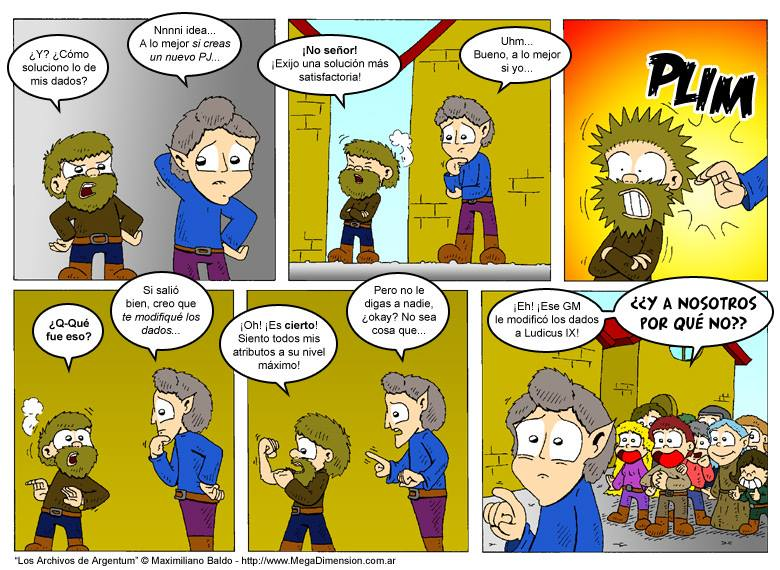 ¿Y? ¿Cómo
soluciono lo de
mis dados?
Nnnni idea...
A lo mejor si creas
un nuevo PJ...
¡No señor!
¡Exijo una solución más
satisfactoria!
Uhm...
Bueno, a lo mejor
si yo...
PLIM
¿Q-Qué
fue eso?
Si salió
bien, creo que
te modifiqué los
dados...
¡Oh! ¡Es cierto!
Siento todos mis
atributos a su nivel
máximo!
Pero no le
digas a nadie,
¿okay? No sea
cosa que...
¡Eh! ¡Ese GM
le modificó los dados
a Ludicus IX!
¿¿Y A NOSOTROS
POR QUÉ NO??
"Los Archivos de Argentum" © Maximiliano Baldo - http://www.MegaDimension.com.ar